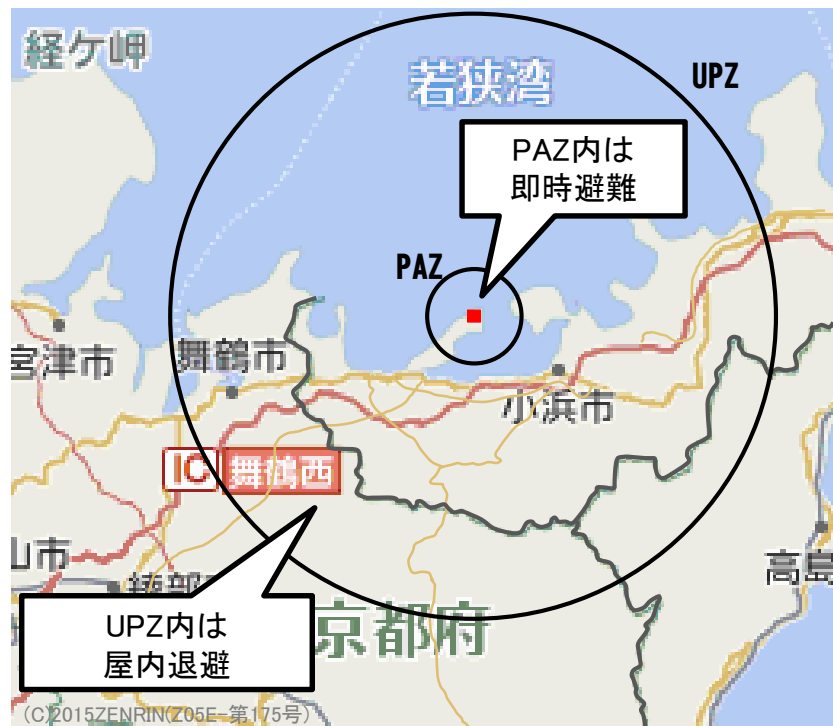 経ケ岬
若狭湾
UPZ
PAZ内は
即時避難
PAZ
宮津市
舞鶴市
小浜市
IC 舞鶴西
山市
高島
UPZ内は
屋内退避
京都府
(C)2015ZENRIN(Z05E-第175号)